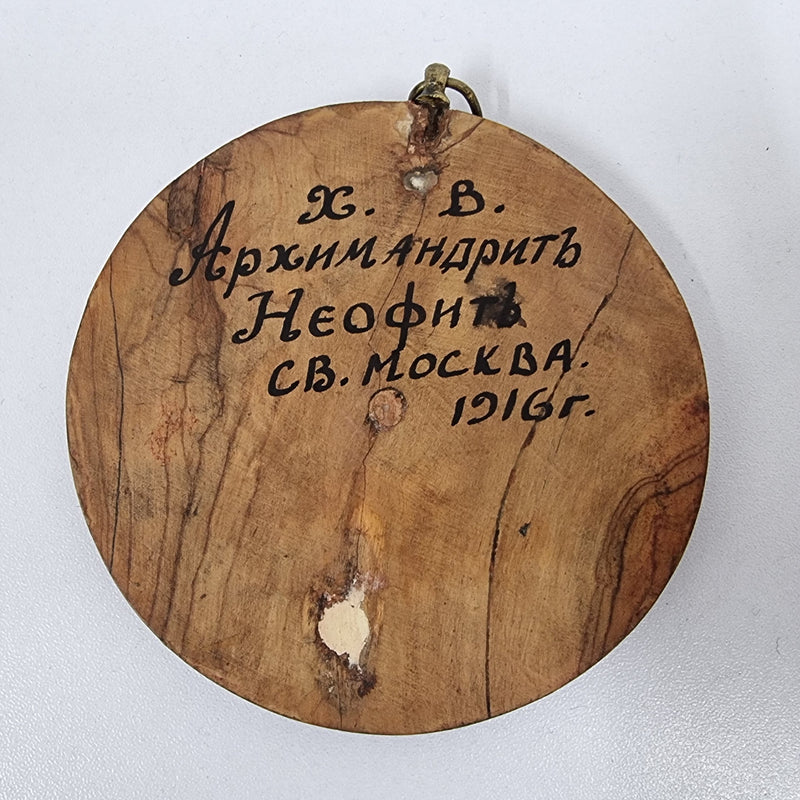 Х. В.
Архимандритъ
Неофитъ
СВ. МОСКВА.
1916г.